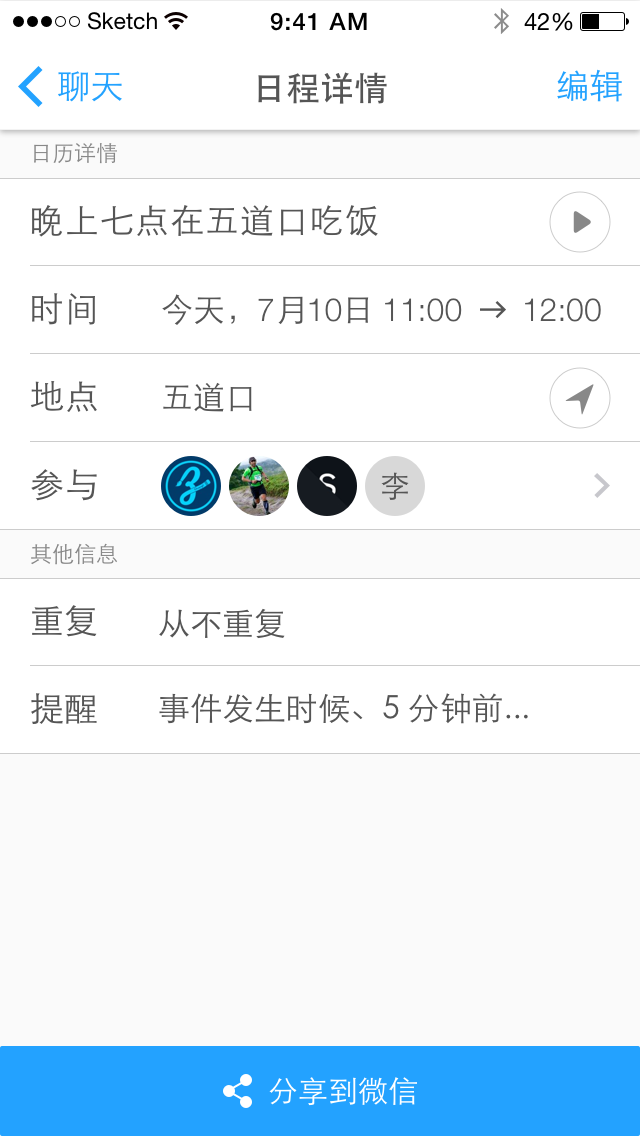 ●●●○○ Sketch 9:41 AM 42%
聊天 日程详情 编辑
日历详情
晚上七点在五道口吃饭
时间 今天，7月10日 11:00 → 12:00
地点 五道口
参与 李
其他信息
重复 从不重复
提醒 事件发生时候、5 分钟前...
分享到微信